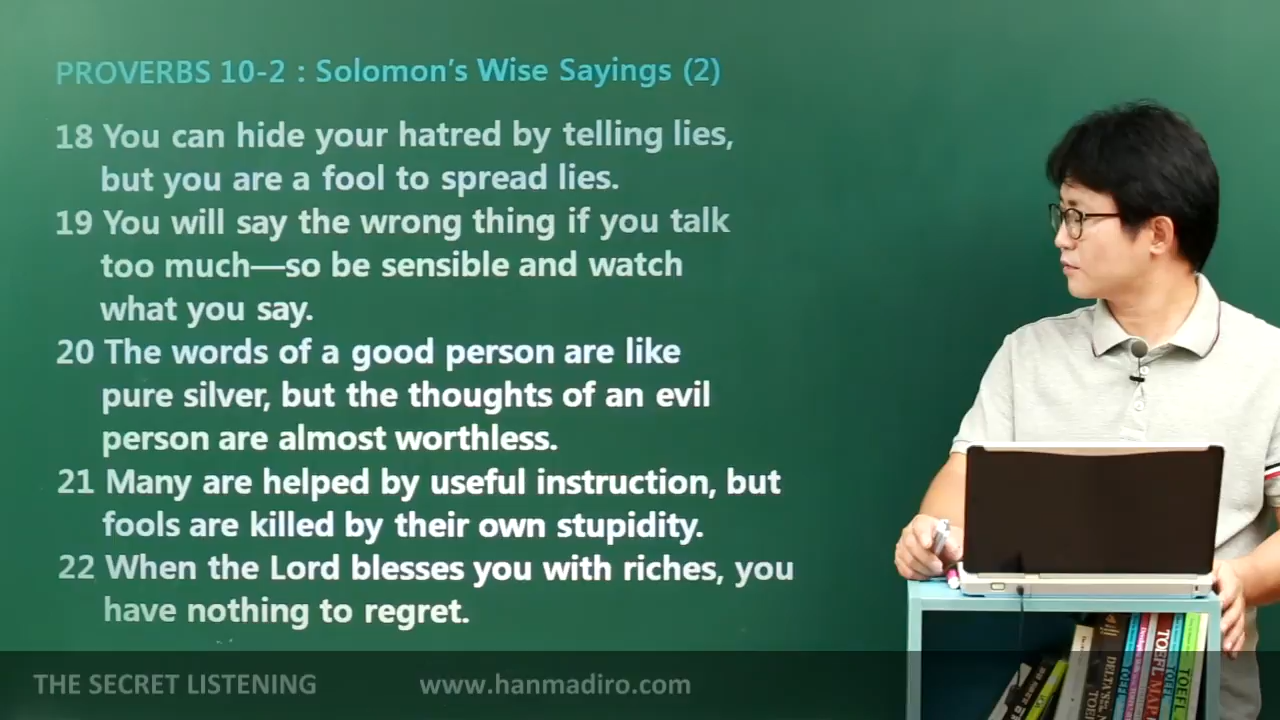 PROVERBS 10-2 : Solomon's Wise Sayings (2)
18 You can hide your hatred by telling lies,
but you are a fool to spread lies.
19 You will say the wrong thing if you talk
too much—so be sensible and watch
what you say.
20 The words of a good person are like
pure silver, but the thoughts of an evil
person are almost worthless.
21 Many are helped by useful instruction, but
fools are killed by their own stupidity.
22 When the Lord blesses you with riches, you
have nothing to regret.
THE SECRET LISTENING www.hanmadiro.com
TOEFL MAP
TOEFL